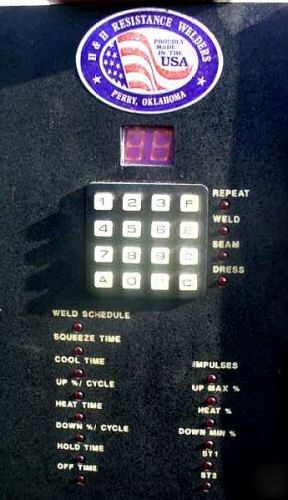 H & H RESISTANCE WELDERS
PROUDLY
MADE
IN THE
USA
PERRY, OKLAHOMA
1 2 3 F
4 5 6 E
7 8 9 D
A 0 B C
REPEAT
WELD
SEAM
DRESS
WELD SCHEDULE
SQUEEZE TIME
COOL TIME
UP %/ CYCLE
HEAT TIME
DOWN %/ CYCLE
HOLD TIME
OFF TIME
IMPULSES
UP MAX %
HEAT %
DOWN MIN %
ST1
ST2